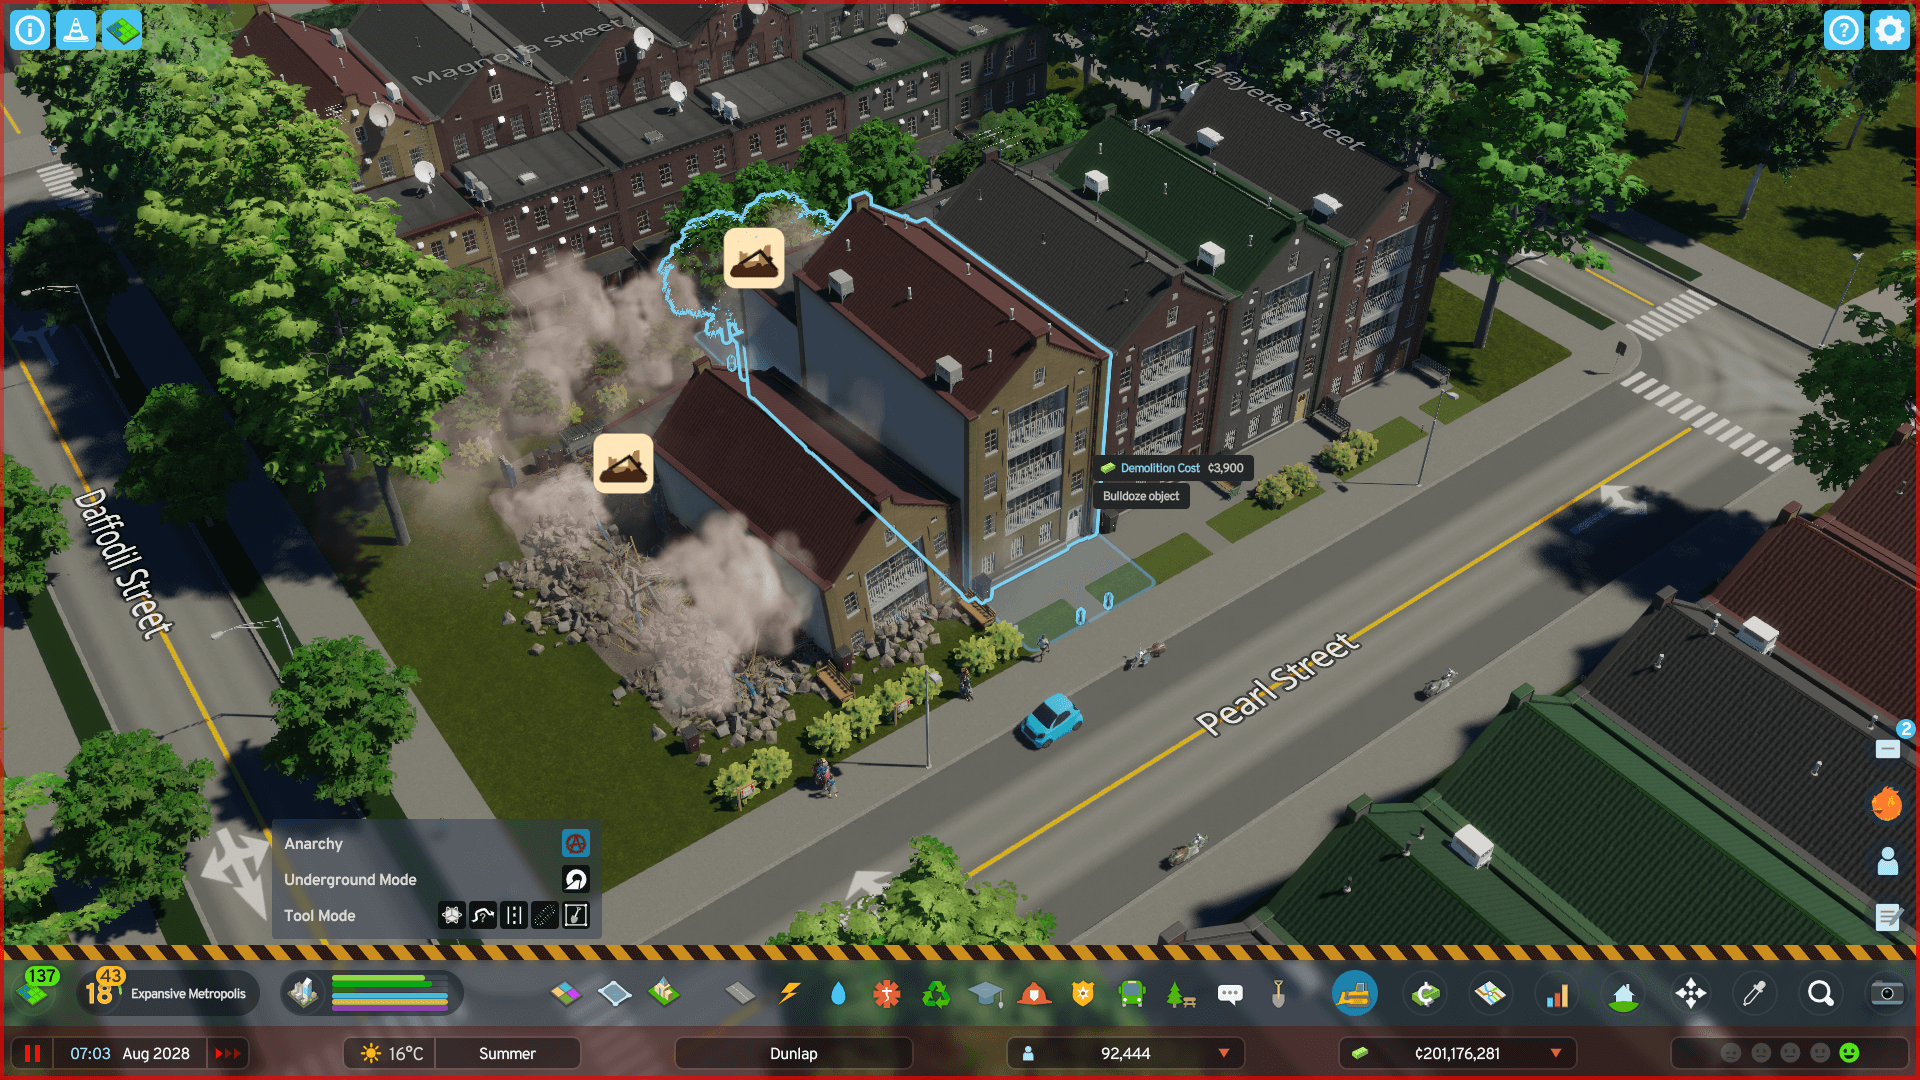 Magnolia Street
Lafayette Street
Daffodil Street
Demolition Cost ¢3,900
Bulldoze object
Pearl Street
2
Anarchy
Underground Mode
Tool Mode
137
43
18
Expansive Metropolis
07:03 Aug 2028
16°C
Summer
Dunlap
92,444
¢201,176,281